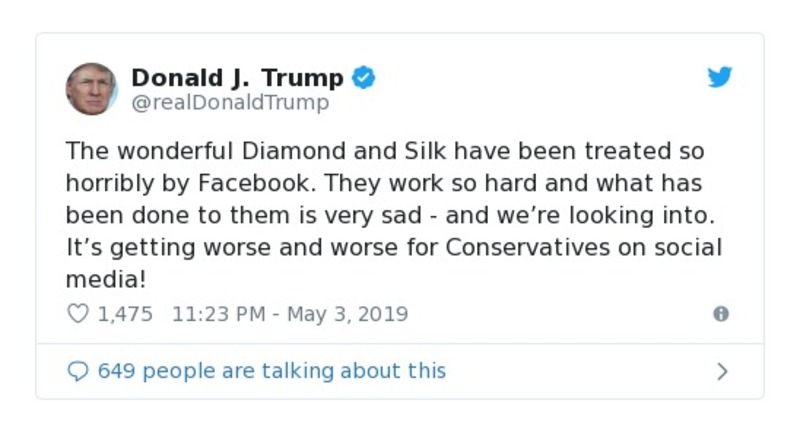 Donald J. Trump
@realDonaldTrump
The wonderful Diamond and Silk have been treated so
horribly by Facebook. They work so hard and what has
been done to them is very sad - and we’re looking into.
It’s getting worse and worse for Conservatives on social
media!
1,475 11:23 PM - May 3, 2019
649 people are talking about this